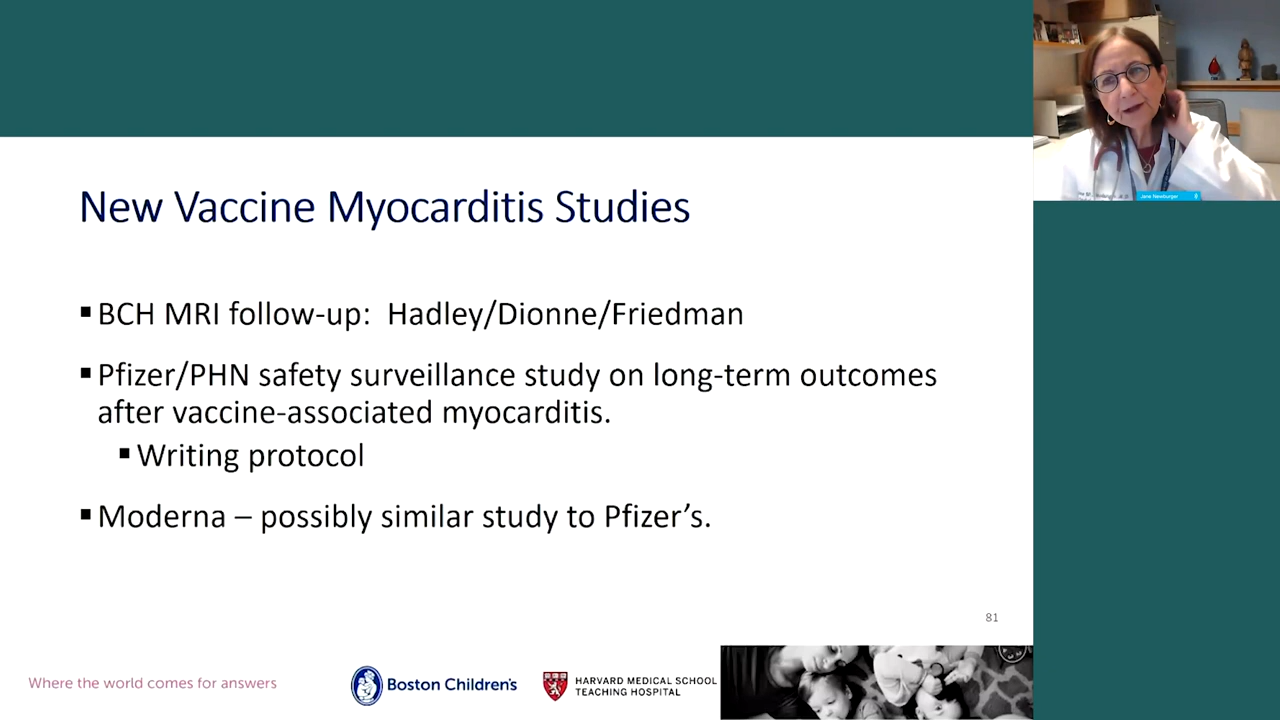 New Vaccine Myocarditis Studies
▪ BCH MRI follow-up: Hadley/Dionne/Friedman
▪ Pfizer/PHN safety surveillance study on long-term outcomes
after vaccine-associated myocarditis.
▪ Writing protocol
▪ Moderna – possibly similar study to Pfizer’s.
81
Where the world comes for answers
Boston Children's
HARVARD MEDICAL SCHOOL
TEACHING HOSPITAL
Jane Newburger